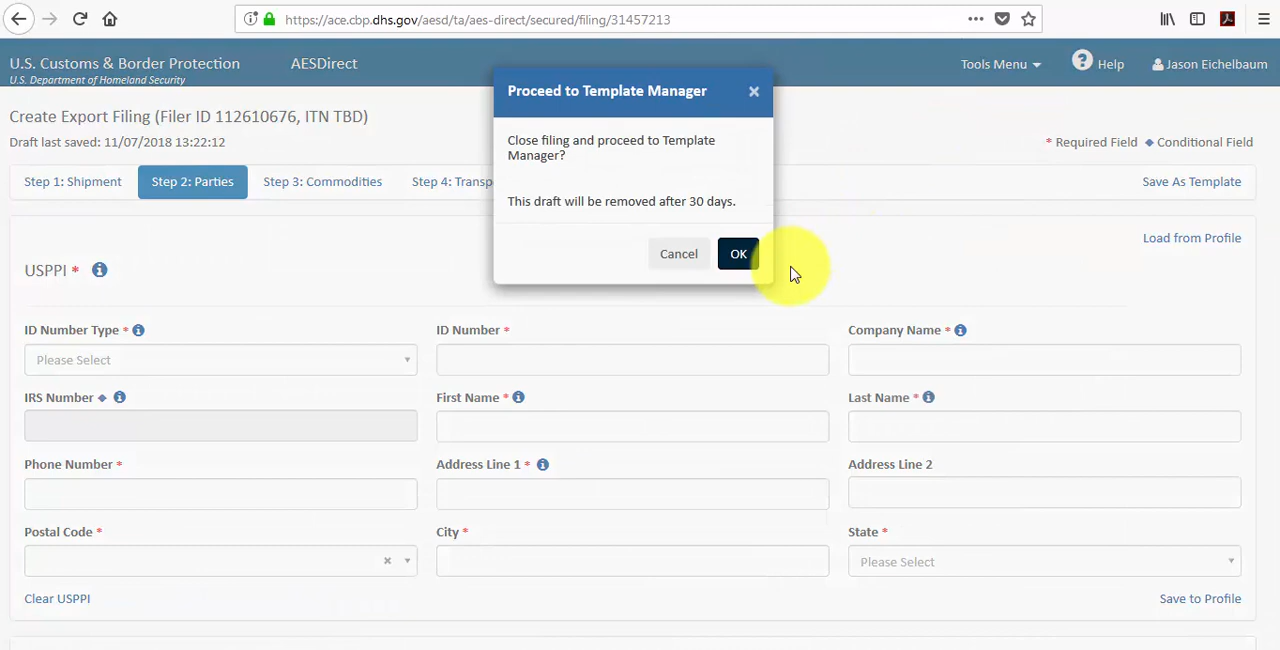 https://ace.cbp.dhs.gov/aesd/ta/aes-direct/secured/filing/31457213
U.S. Customs & Border Protection
U.S. Department of Homeland Security
AESDirect
Tools Menu
? Help
Jason Eichelbaum
Proceed to Template Manager ×
Create Export Filing (Filer ID 112610676, ITN TBD)
Draft last saved: 11/07/2018 13:22:12
* Required Field ◆ Conditional Field
Close filing and proceed to Template
Manager?
This draft will be removed after 30 days.
Cancel OK
Step 1: Shipment Step 2: Parties Step 3: Commodities Step 4: Transp
Save As Template
Load from Profile
USPPI *
ID Number Type * ID Number * Company Name *
Please Select
IRS Number ◆ First Name * Last Name *
Phone Number * Address Line 1 * Address Line 2
Postal Code * City * State *
Please Select
Clear USPPI Save to Profile